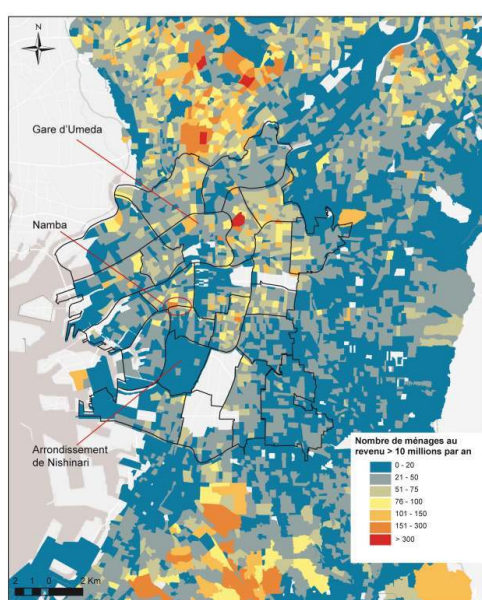 N
Gare d'Umeda
Namba
Arrondissement
de Nishinari
Nombre de ménages au
revenu > 10 millions par an
0 - 20
21 - 50
51 - 75
76 - 100
101 - 150
151 - 300
> 300
2 1 0 2 Km